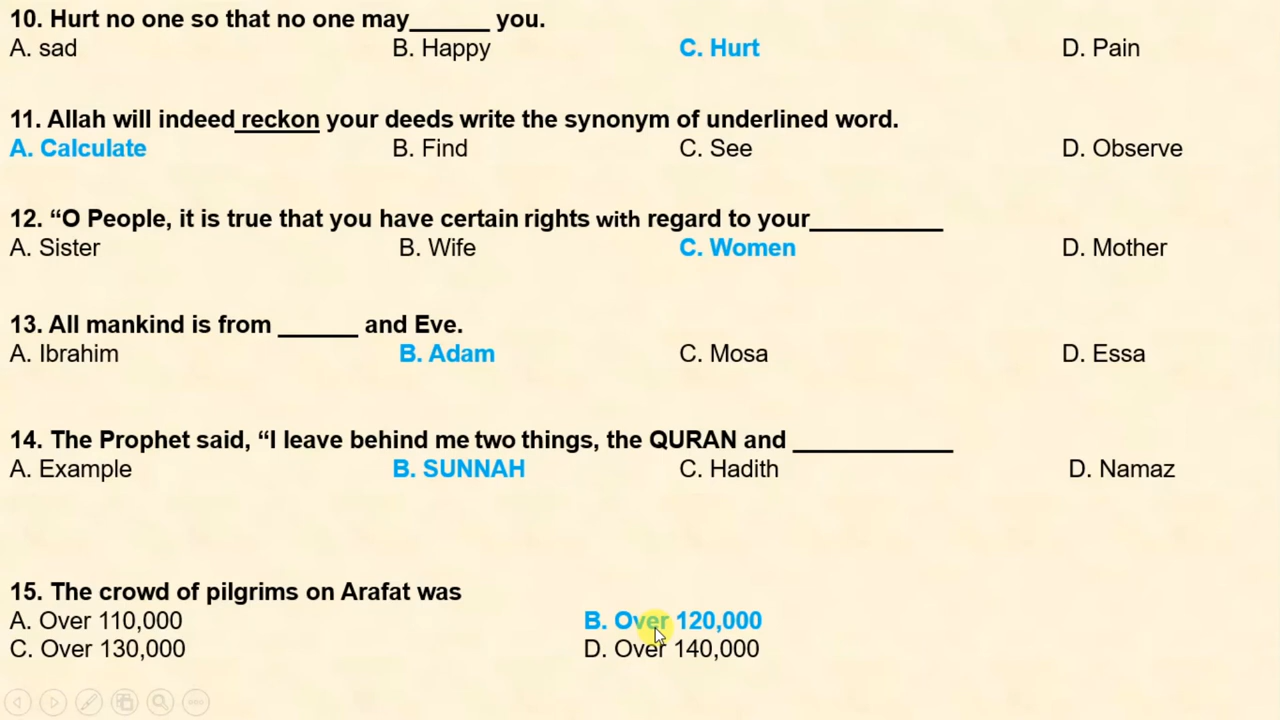 10. Hurt no one so that no one may______ you.
A. sad B. Happy C. Hurt D. Pain
11. Allah will indeed reckon your deeds write the synonym of underlined word.
A. Calculate B. Find C. See D. Observe
12. “O People, it is true that you have certain rights with regard to your__________
A. Sister B. Wife C. Women D. Mother
13. All mankind is from ______ and Eve.
A. Ibrahim B. Adam C. Mosa D. Essa
14. The Prophet said, “I leave behind me two things, the QURAN and ____________
A. Example B. SUNNAH C. Hadith D. Namaz
15. The crowd of pilgrims on Arafat was
A. Over 110,000 B. Over 120,000
C. Over 130,000 D. Over 140,000